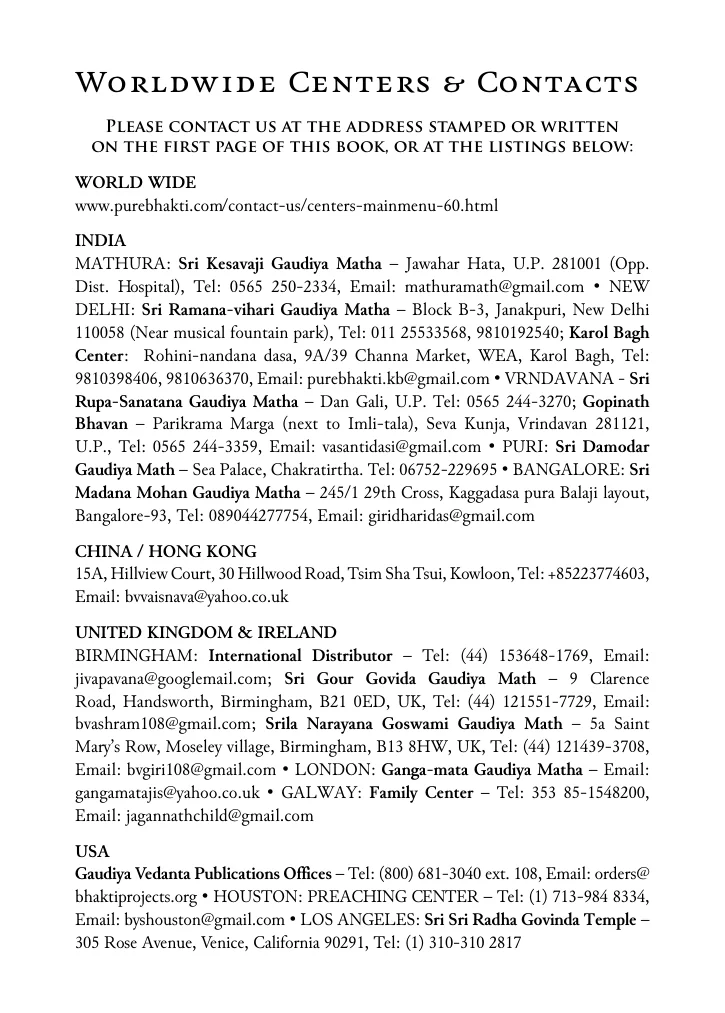 Worldwide Centers & Contacts
Please contact us at the address stamped or written
on the first page of this book, or at the listings below:
WORLD WIDE
www.purebhakti.com/contact-us/centers-mainmenu-60.html
INDIA
MATHURA: Sri Kesavaji Gaudiya Matha – Jawahar Hata, U.P. 281001 (Opp.
Dist. Hospital), Tel: 0565 250-2334, Email: mathuramath@gmail.com • NEW
DELHI: Sri Ramana-vihari Gaudiya Matha – Block B-3, Janakpuri, New Delhi
110058 (Near musical fountain park), Tel: 011 25533568, 9810192540; Karol Bagh
Center: Rohini-nandana dasa, 9A/39 Channa Market, WEA, Karol Bagh, Tel:
9810398406, 9810636370, Email: purebhakti.kb@gmail.com • VRNDAVANA - Sri
Rupa-Sanatana Gaudiya Matha – Dan Gali, U.P. Tel: 0565 244-3270; Gopinath
Bhavan – Parikrama Marga (next to Imli-tala), Seva Kunja, Vrindavan 281121,
U.P., Tel: 0565 244-3359, Email: vasantidasi@gmail.com • PURI: Sri Damodar
Gaudiya Math – Sea Palace, Chakratirtha. Tel: 06752-229695 • BANGALORE: Sri
Madana Mohan Gaudiya Matha – 245/1 29th Cross, Kaggadasa pura Balaji layout,
Bangalore-93, Tel: 089044277754, Email: giridharidas@gmail.com
CHINA / HONG KONG
15A, Hillview Court, 30 Hillwood Road, Tsim Sha Tsui, Kowloon, Tel: +85223774603,
Email: bvvaisnava@yahoo.co.uk
UNITED KINGDOM & IRELAND
BIRMINGHAM: International Distributor – Tel: (44) 153648-1769, Email:
jivapavana@googlemail.com; Sri Gour Govida Gaudiya Math – 9 Clarence
Road, Handsworth, Birmingham, B21 0ED, UK, Tel: (44) 121551-7729, Email:
bvashram108@gmail.com; Srila Narayana Goswami Gaudiya Math – 5a Saint
Mary's Row, Moseley village, Birmingham, B13 8HW, UK, Tel: (44) 121439-3708,
Email: bvgiri108@gmail.com • LONDON: Ganga-mata Gaudiya Matha – Email:
gangamatajis@yahoo.co.uk • GALWAY: Family Center – Tel: 353 85-1548200,
Email: jagannathchild@gmail.com
USA
Gaudiya Vedanta Publications Offices – Tel: (800) 681-3040 ext. 108, Email: orders@
bhaktiprojects.org • HOUSTON: PREACHING CENTER – Tel: (1) 713-984 8334,
Email: byshouston@gmail.com • LOS ANGELES: Sri Sri Radha Govinda Temple –
305 Rose Avenue, Venice, California 90291, Tel: (1) 310-310 2817